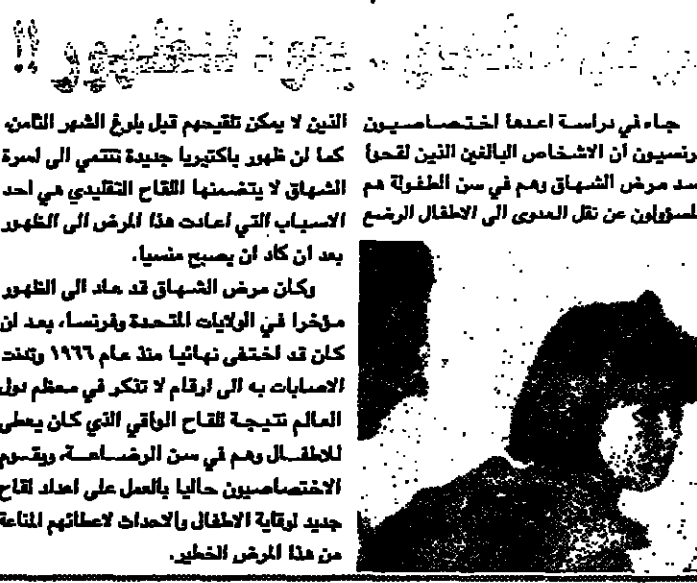 جاء في دراسة اعدها اختصاصيون
رنسيون أن الاشخاص البالغين الذين لقحوا
سد مرض الشهاق وهم في سن الطفولة هم
لمسؤولون عن نقل العدوى الى الاطفال الرضع
الذين لا يمكن تلقيحهم قبل بلوغ الشهر الثامن،
كما ان ظهور باكتيريا جديدة تنتمي الى اسرة
الشهاق لا يتضمنها اللقاح التقليدي هي احد
الاسباب التي اعادت هذا المرض الى الظهور
بعد ان كاد ان يصبح منسيا.
وكان مرض الشهاق قد عاد الى الظهور
مؤخرا في الولايات المتحدة وفرنسا، بعد ان
كان قد اختفى نهائيا منذ عام ١٩٦٦ وتدنت
الاصابات به الى ارقام لا تذكر في معظم دول
العالم نتيجة للقاح الواقي الذي كان يعطى
للاطفال وهم في سن الرضاعة، ويقوم
الاختصاصيون حاليا بالعمل على اعداد لقاح
جديد لوقاية الاطفال والاحداث لاعطائهم المناعة
من هذا المرض الخطير.